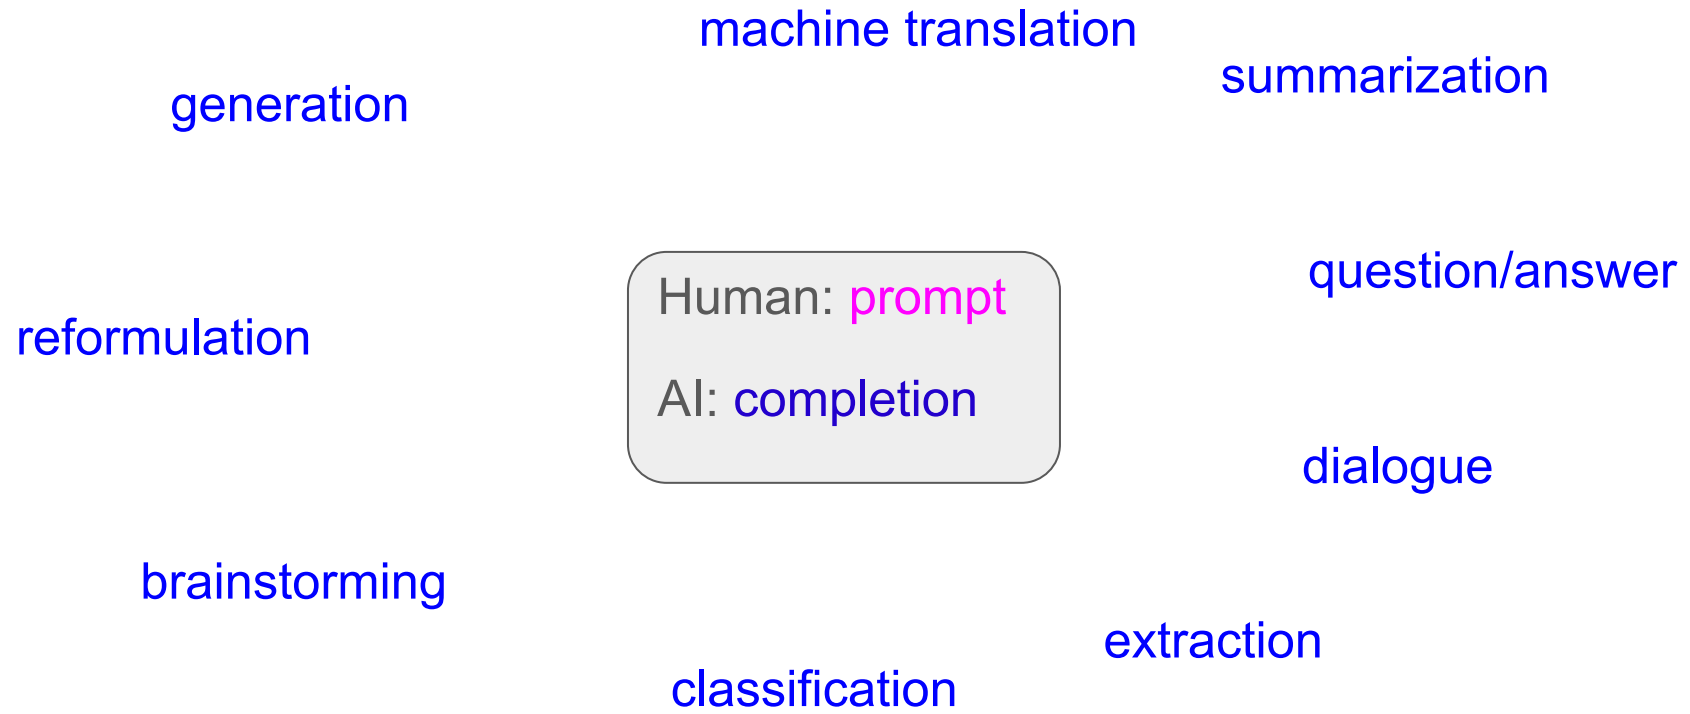 machine translation
summarization
generation
question/answer
Human: prompt
reformulation
AI: completion
dialogue
brainstorming
extraction
classification